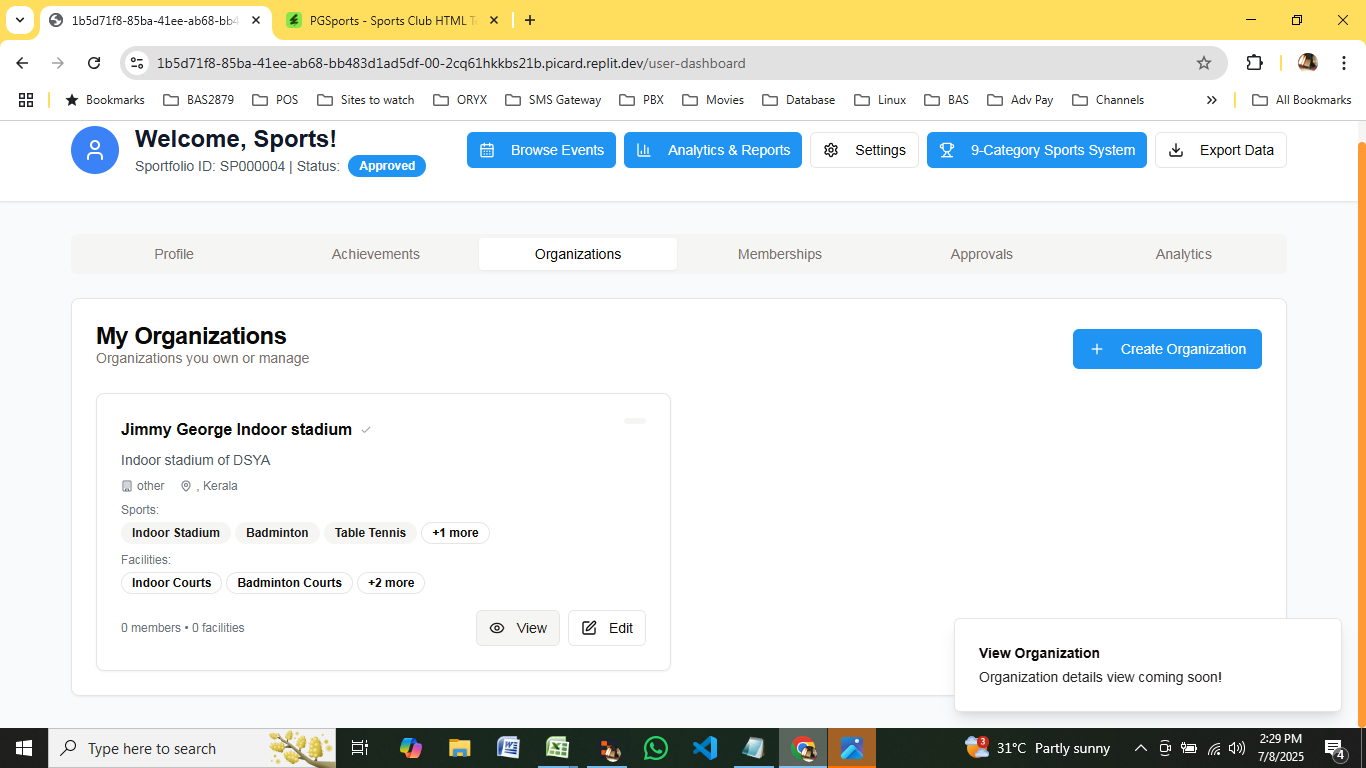 1b5d71f8-85ba-41ee-ab68-bb4
PGSports - Sports Club HTML Te
1b5d71f8-85ba-41ee-ab68-bb483d1ad5df-00-2cq61hkkbs21b.picard.replit.dev/user-dashboard
Bookmarks BAS2879 POS Sites to watch ORYX SMS Gateway PBX Movies Database Linux BAS Adv Pay Channels All Bookmarks
Welcome, Sports!
Sportfolio ID: SP000004 | Status: Approved
Browse Events Analytics & Reports Settings 9-Category Sports System Export Data
Profile Achievements Organizations Memberships Approvals Analytics
My Organizations
Organizations you own or manage
Create Organization
Jimmy George Indoor stadium
Indoor stadium of DSYA
other , Kerala
Sports:
Indoor Stadium Badminton Table Tennis +1 more
Facilities:
Indoor Courts Badminton Courts +2 more
0 members • 0 facilities View Edit
View Organization
Organization details view coming soon!
Type here to search
3 31°C Partly sunny
2:29 PM
7/8/2025
4